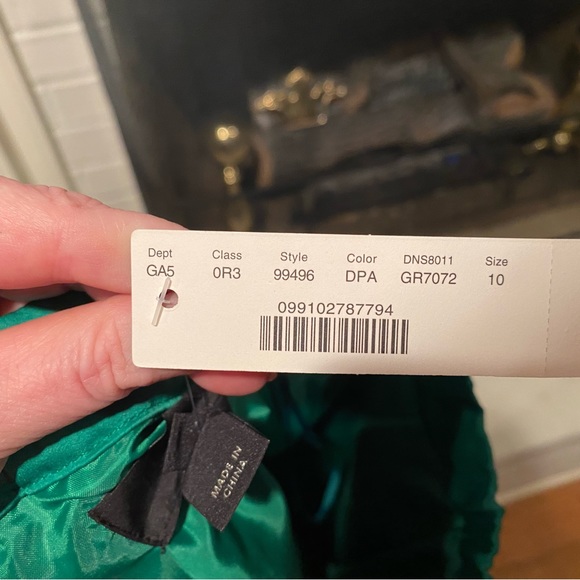 Dept Class Style Color DNS8011 Size
GA5 0R3 99496 DPA GR7072 10
099102787794
MADE IN
CHINA